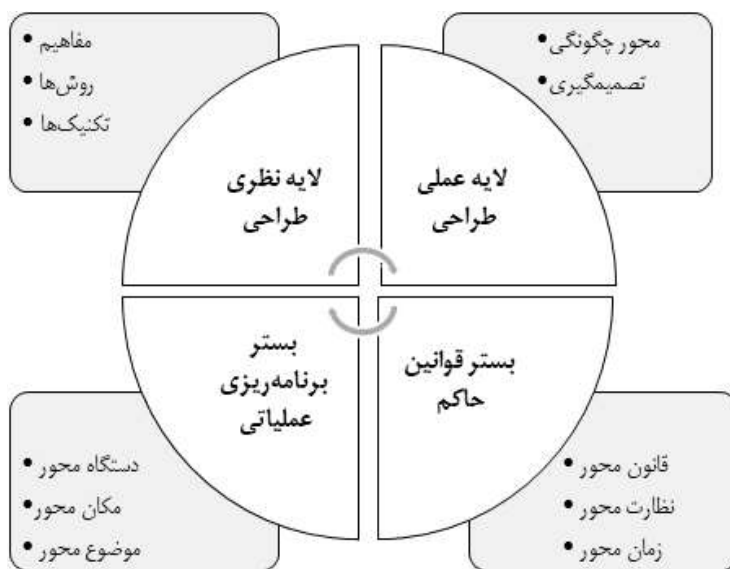 محور چگونگی
تصمیمگیری
لایه عملی
طراحی
مفاهیم
روش‌ها
تکنیک‌ها
لایه نظری
طراحی
بستر قوانین
حاکم
قانون محور
نظارت محور
زمان محور
بستر
برنامه‌ریزی
عملیاتی
دستگاه محور
مکان محور
موضوع محور